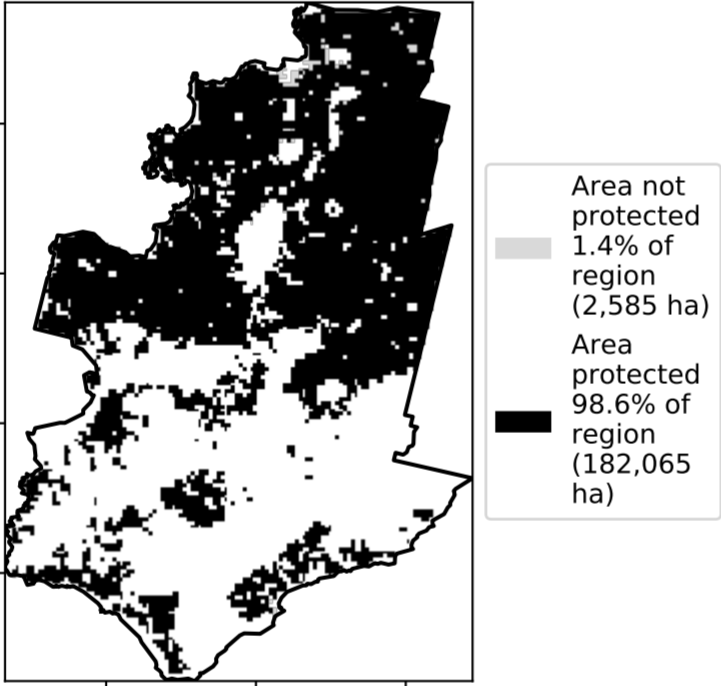 Area not
protected
1.4% of
region
(2,585 ha)
Area
protected
98.6% of
region
(182,065
ha)